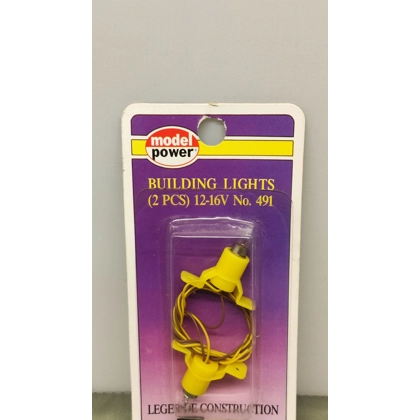 model
power
BUILDING LIGHTS
(2 PCS) 12-16V No. 491
CONSTRUCTION